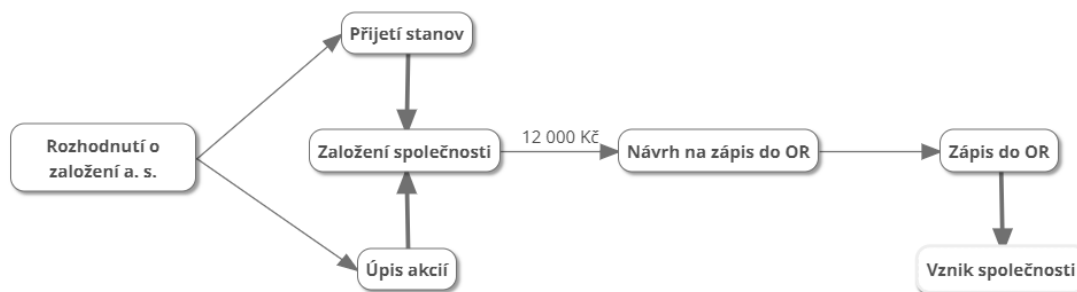 Přijetí stanov
Rozhodnutí o
založení a. s.
Založení společnosti
12 000 Kč
Návrh na zápis do OR
Zápis do OR
Úpis akcií
Vznik společnosti